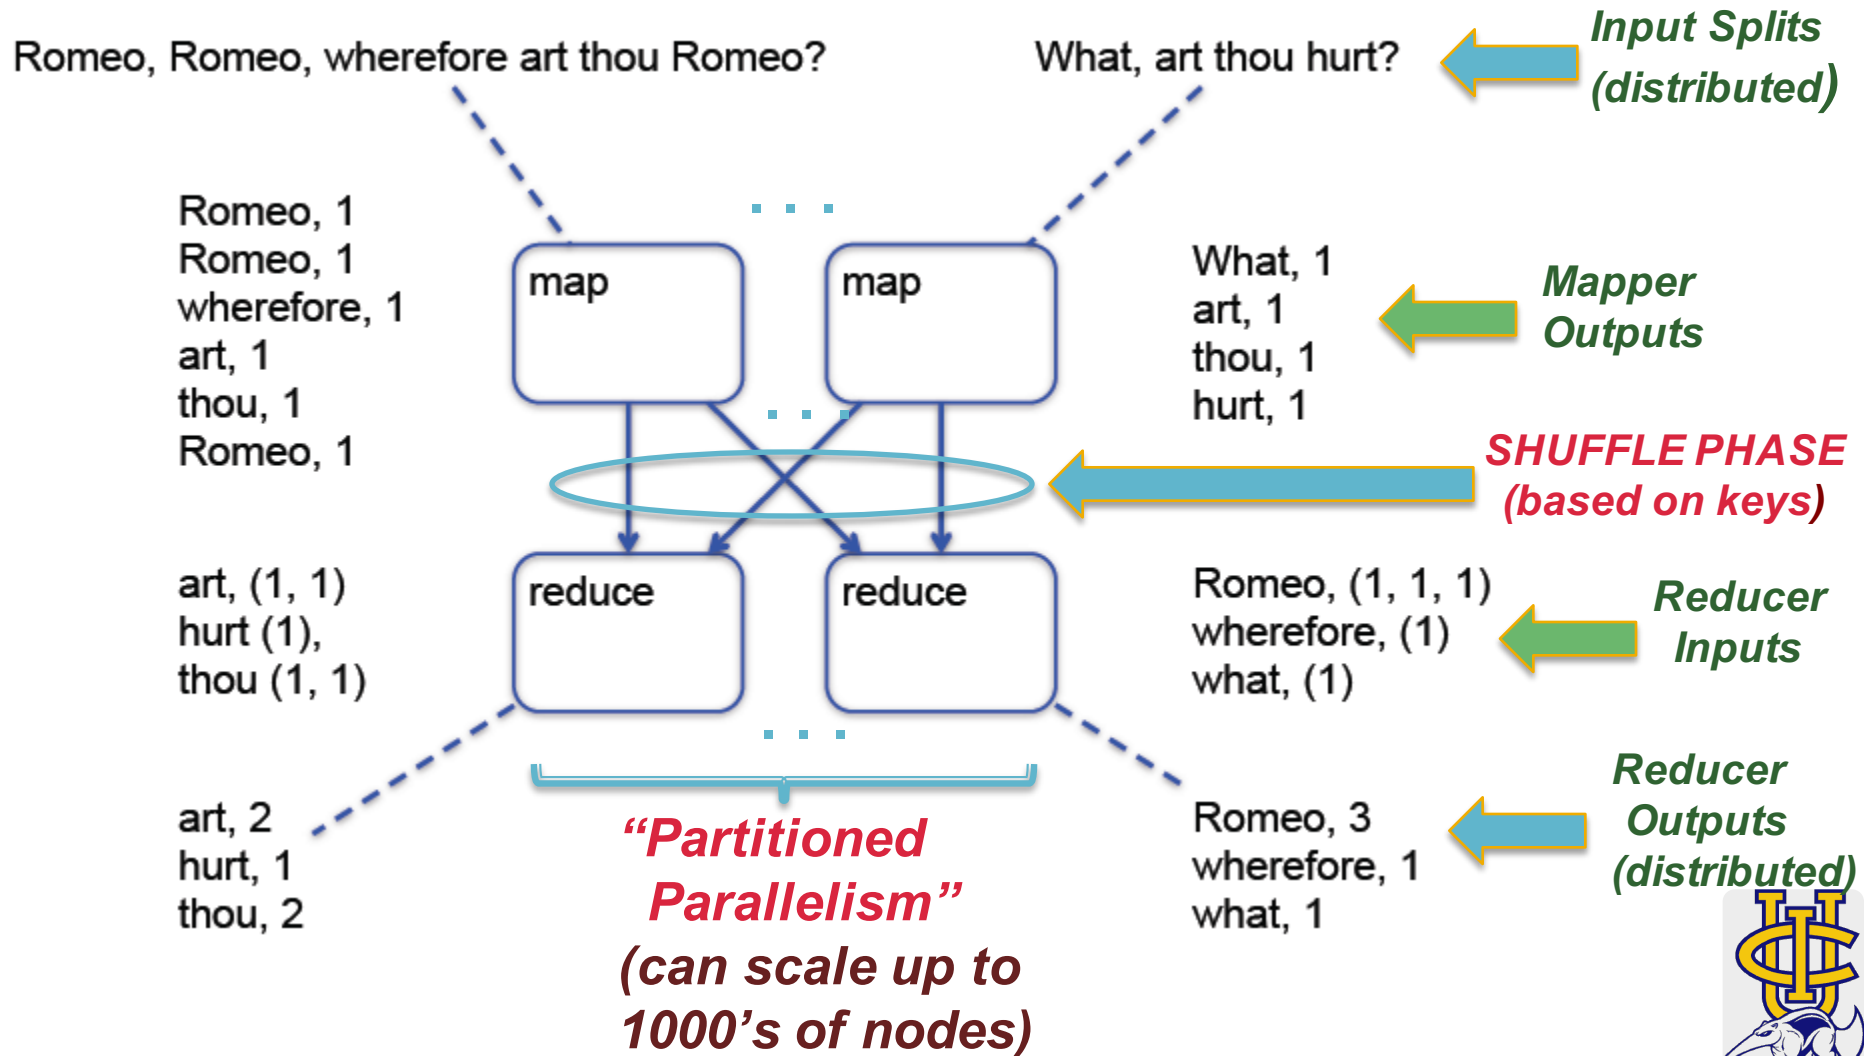 Romeo, Romeo, wherefore art thou Romeo?
What, art thou hurt?
Input Splits
(distributed)
Romeo, 1
Romeo, 1
wherefore, 1
art, 1
thou, 1
Romeo, 1
map
map
What, 1
art, 1
thou, 1
hurt, 1
Mapper
Outputs
SHUFFLE PHASE
(based on keys)
art, (1, 1)
hurt (1),
thou (1, 1)
reduce
reduce
Romeo, (1, 1, 1)
wherefore, (1)
what, (1)
Reducer
Inputs
art, 2
hurt, 1
thou, 2
“Partitioned
Parallelism”
(can scale up to
1000’s of nodes)
Romeo, 3
wherefore, 1
what, 1
Reducer
Outputs
(distributed)
UCI